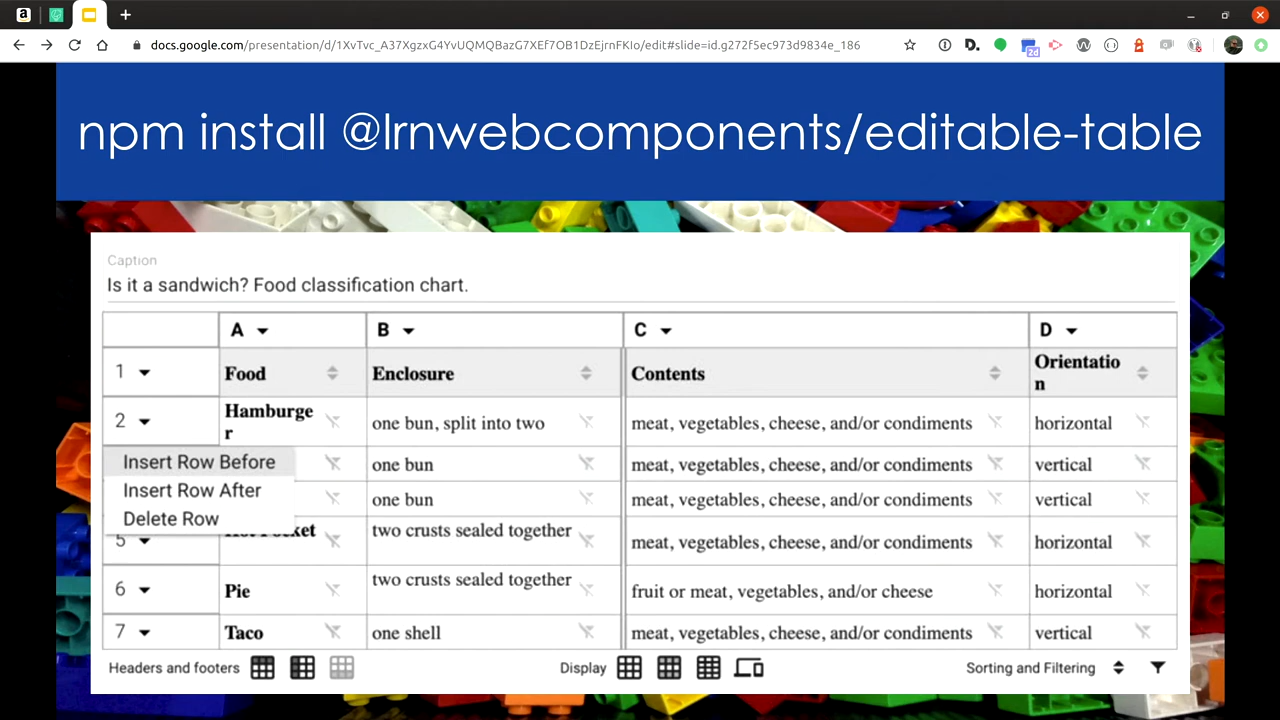 docs.google.com/presentation/d/1XvTvc_A37XgzxG4YvUQMQBazG7XEf7OB1DzEjrnFKIo/edit#slide=id.g272f5ec973d9834e_186
2d
npm install @lrnwebcomponents/editable-table
Caption
Is it a sandwich? Food classification chart.
A B C D
1 Food Enclosure Contents Orientatio
n
2 Hamburge
r one bun, split into two meat, vegetables, cheese, and/or condiments horizontal
Insert Row Before one bun meat, vegetables, cheese, and/or condiments vertical
Insert Row After one bun meat, vegetables, cheese, and/or condiments vertical
Delete Row
5 two crusts sealed together meat, vegetables, cheese, and/or condiments horizontal
6 Pie two crusts sealed together fruit or meat, vegetables, and/or cheese horizontal
7 Taco one shell meat, vegetables, cheese, and/or condiments vertical
Headers and footers Display Sorting and Filtering